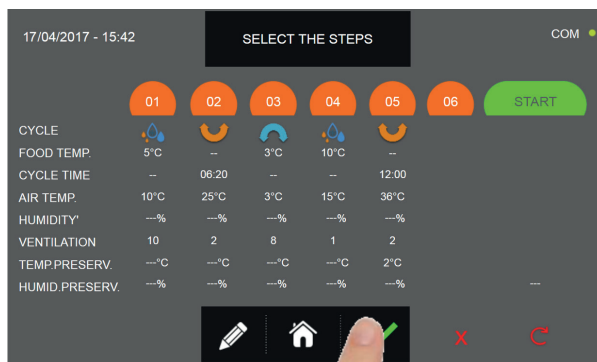 17/04/2017 - 15:42 SELECT THE STEPS COM
01 02 03 04 05 06 START
CYCLE
FOOD TEMP. 5°C -- 3°C 10°C --
CYCLE TIME -- 06:20 -- -- 12:00
AIR TEMP. 10°C 25°C 3°C 15°C 36°C
HUMIDITY' ---% ---% ---% ---% ---%
VENTILATION 10 2 8 1 2
TEMP.PRESERV. ---°C ---°C ---°C ---°C 2°C
HUMID.PRESERV. ---% ---% ---% ---% ---% ---
X